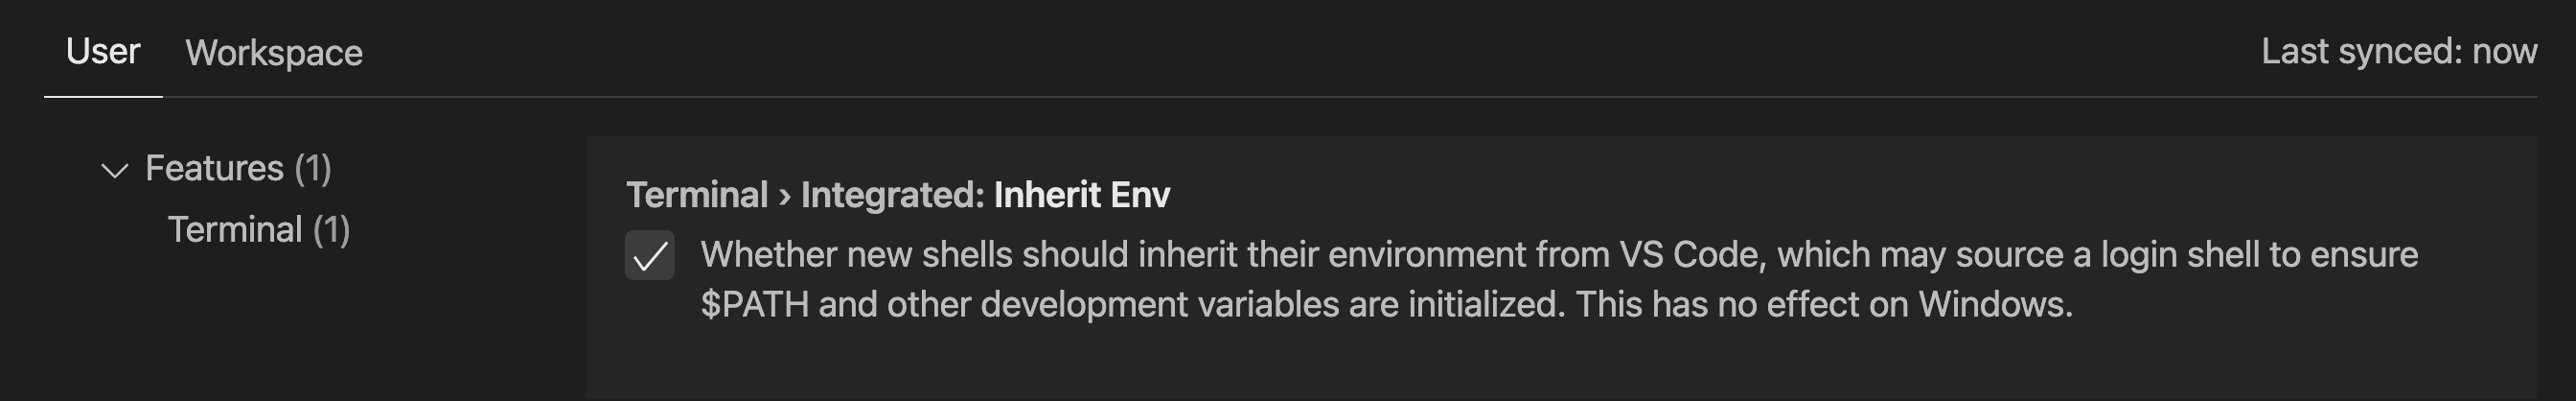 User Workspace Last synced: now
Features (1)
Terminal (1)
Terminal › Integrated: Inherit Env
Whether new shells should inherit their environment from VS Code, which may source a login shell to ensure
$PATH and other development variables are initialized. This has no effect on Windows.